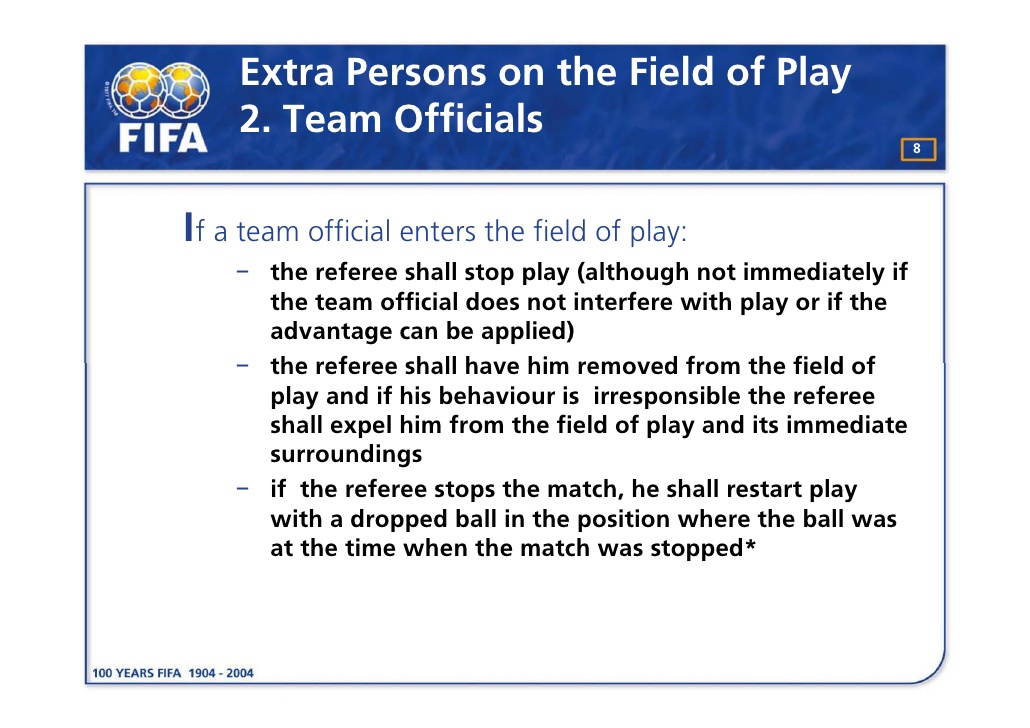 Extra Persons on the Field of Play
2. Team Officials
FIFA
8
If a team official enters the field of play:
– the referee shall stop play (although not immediately if
the team official does not interfere with play or if the
advantage can be applied)
– the referee shall have him removed from the field of
play and if his behaviour is  irresponsible the referee
shall expel him from the field of play and its immediate
surroundings
– if  the referee stops the match, he shall restart play
with a dropped ball in the position where the ball was
at the time when the match was stopped*
100 YEARS FIFA 1904 - 2004